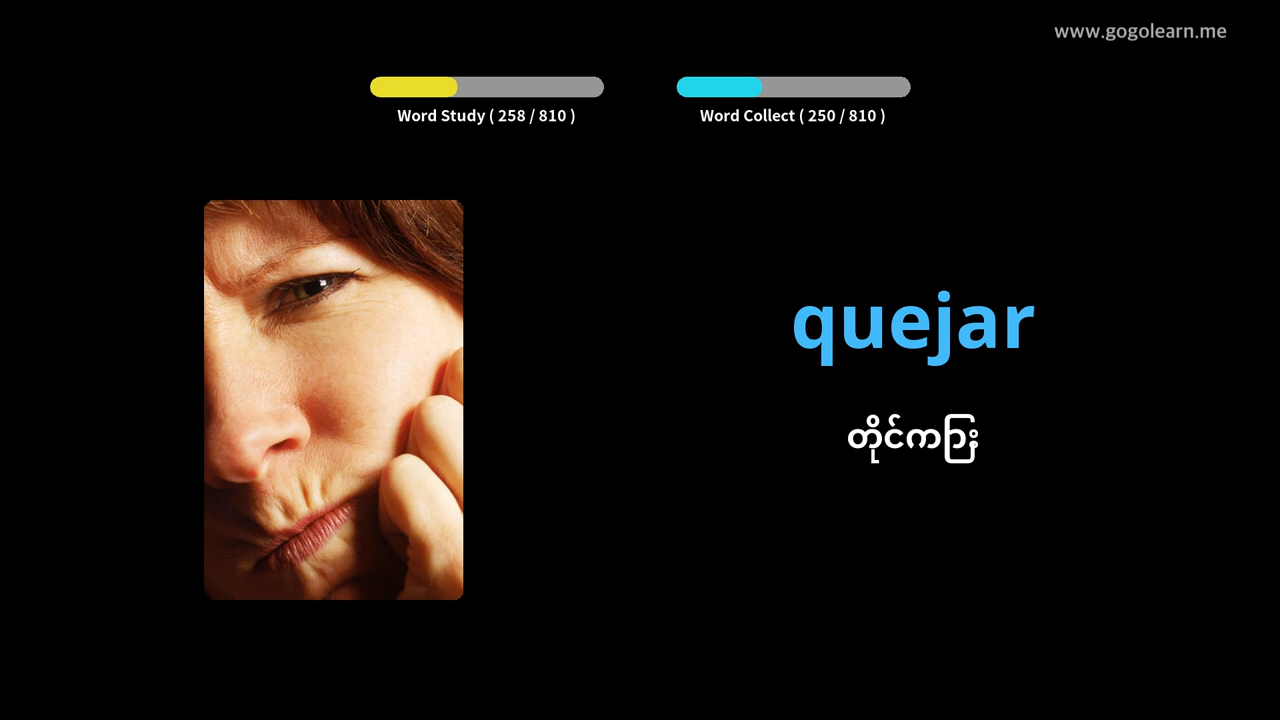 www.gogolearn.me
Word Study ( 258 / 810 )
Word Collect ( 250 / 810 )
quejar
တိုင်ကြား